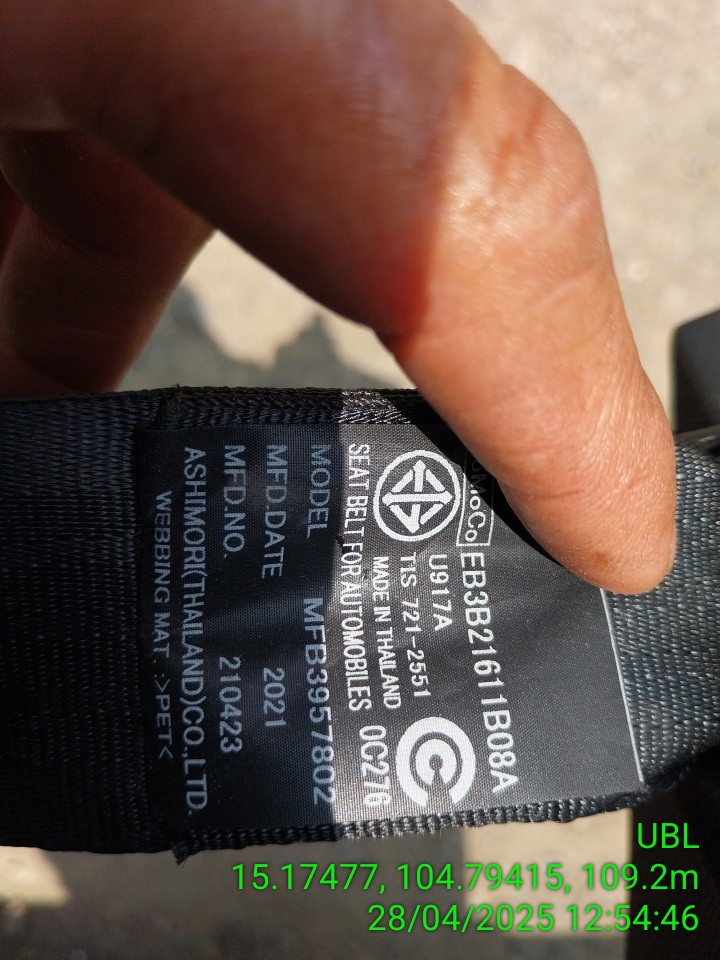 FoMoCo EB3B21611B08A
U917A
TIS 721-2551
MADE IN THAILAND
SEAT BELT FOR AUTOMOBILES 0C276
MODEL MFB3957802
MFD.DATE 2021
MFD.NO. 210423
ASHIMORI(THAILAND)CO.,LTD.
WEBBING MAT. >PET<
UBL
15.17477, 104.79415, 109.2m
28/04/2025 12:54:46